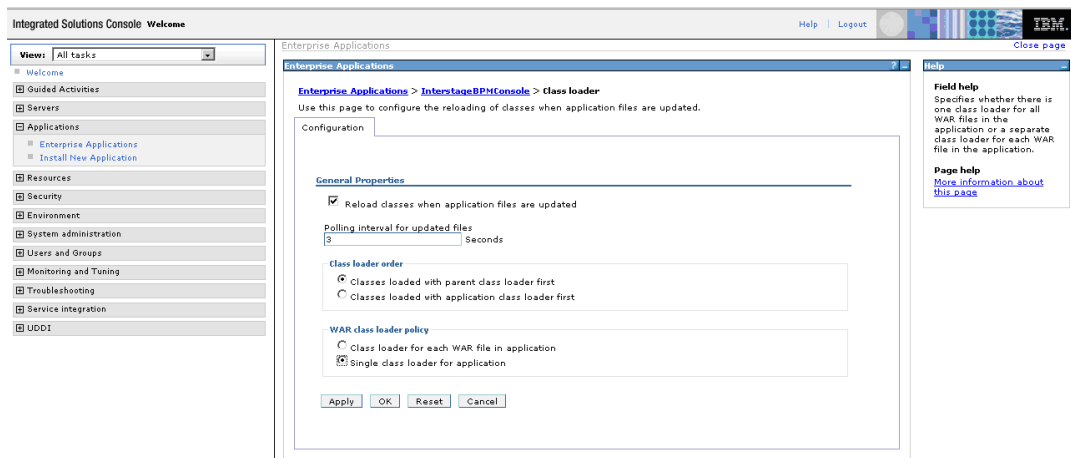 Integrated Solutions Console Welcome
Help | Logout
IBM.
View: All tasks
Welcome
Guided Activities
Servers
Applications
Enterprise Applications
Install New Application
Resources
Security
Environment
System administration
Users and Groups
Monitoring and Tuning
Troubleshooting
Service integration
UDDI
Enterprise Applications
Close page
Enterprise Applications
? –
Enterprise Applications > InterstageBPMConsole > Class loader
Use this page to configure the reloading of classes when application files are updated.
Configuration
General Properties
Reload classes when application files are updated
Polling interval for updated files
3 Seconds
Class loader order
Classes loaded with parent class loader first
Classes loaded with application class loader first
WAR class loader policy
Class loader for each WAR file in application
Single class loader for application
Apply OK Reset Cancel
Help –
Field help
Specifies whether there is
one class loader for all
WAR files in the
application or a separate
class loader for each WAR
file in the application.
Page help
More information about
this page